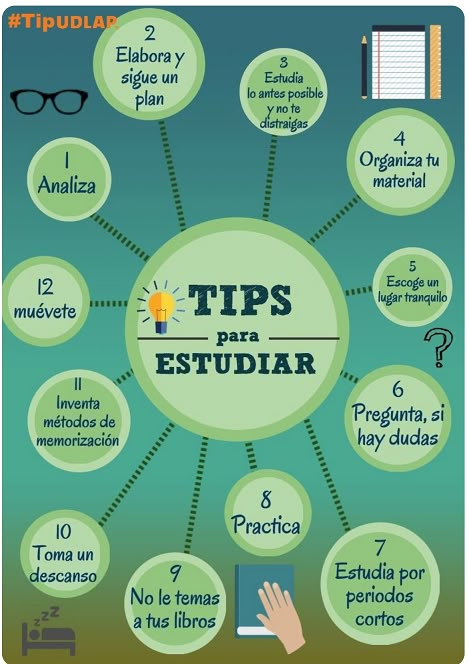 #TipUDLAP
TIPS
para
ESTUDIAR
1
Analiza
2
Elabora y
sigue un
plan
3
Estudia
lo antes posible
y no te
distraigas
4
Organiza tu
material
5
Escoge un
lugar tranquilo
?
6
Pregunta, si
hay dudas
7
Estudia por
periodos
cortos
8
Practica
9
No le temas
a tus libros
10
Toma un
descanso
zzZ
11
Inventa
métodos de
memorización
12
muévete